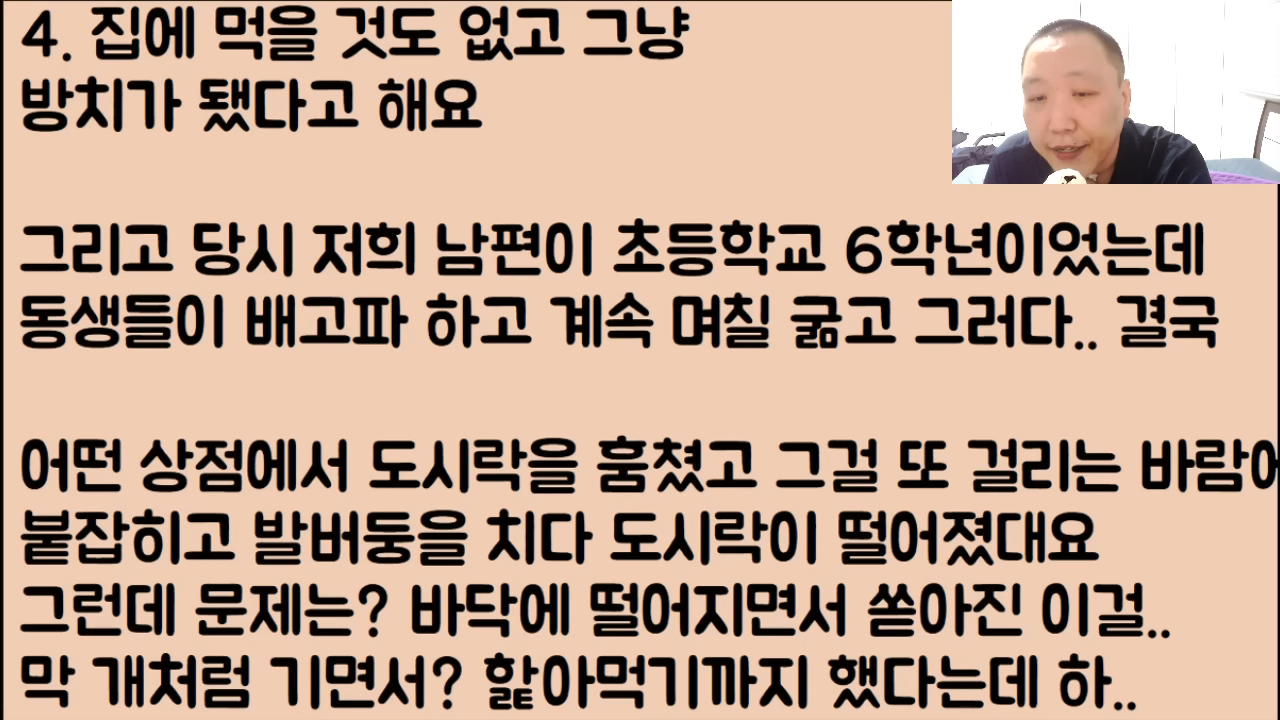 4. 집에 먹을 것도 없고 그냥
방치가 됐다고 해요
그리고 당시 저희 남편이 초등학교 6학년이었는데
동생들이 배고파 하고 계속 며칠 굶고 그러다.. 결국
어떤 상점에서 도시락을 훔쳤고 그걸 또 걸리는 바람에
붙잡히고 발버둥을 치다 도시락이 떨어졌대요
그런데 문제는? 바닥에 떨어지면서 쏟아진 이걸..
막 개처럼 기면서? 핥아먹기까지 했다는데 하..